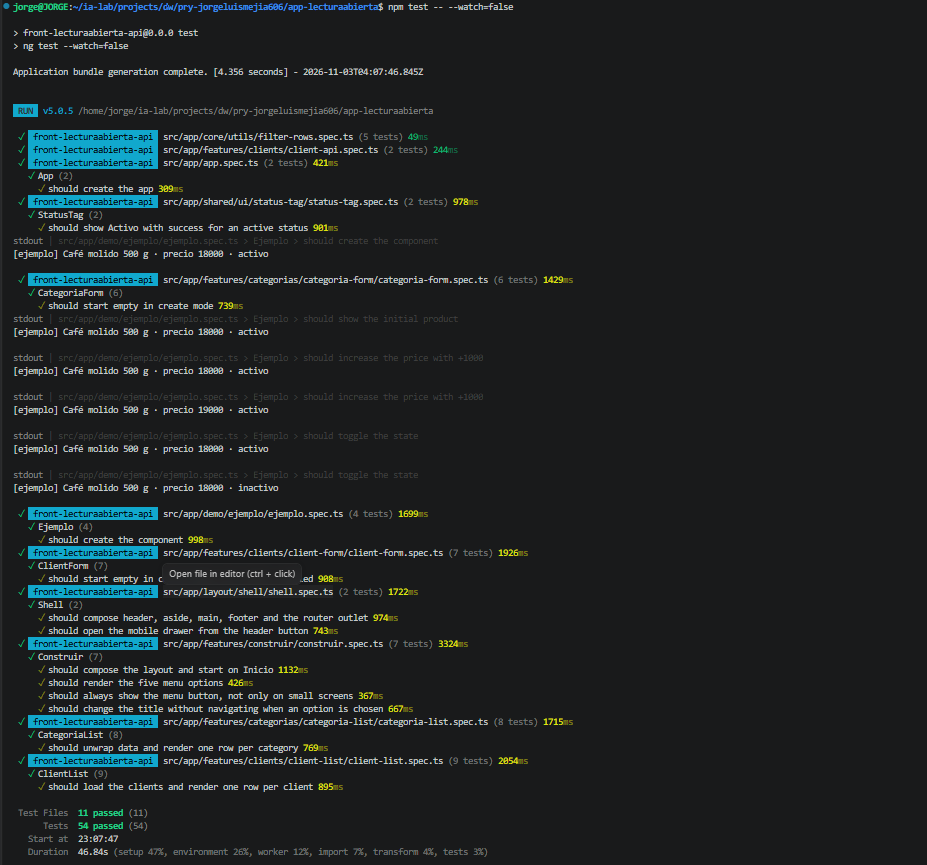 jorge@JORGE:~/ia-lab/projects/dw/pry-jorgeluismejia606/app-lecturaabierta$ npm test -- --watch=false
> front-lecturaabierta-api@0.0.0 test
> ng test --watch=false
Application bundle generation complete. [4.356 seconds] - 2026-11-03T04:07:46.845Z
RUN v5.0.5 /home/jorge/ia-lab/projects/dw/pry-jorgeluismejia606/app-lecturaabierta
✓ front-lecturaabierta-api src/app/core/utils/filter-rows.spec.ts (5 tests) 49ms
✓ front-lecturaabierta-api src/app/features/clients/client-api.spec.ts (2 tests) 244ms
✓ front-lecturaabierta-api src/app/app.spec.ts (2 tests) 421ms
✓ App (2)
✓ should create the app 309ms
✓ front-lecturaabierta-api src/app/shared/ui/status-tag/status-tag.spec.ts (2 tests) 978ms
✓ StatusTag (2)
✓ should show Activo with success for an active status 901ms
stdout | src/app/demo/ejemplo/ejemplo.spec.ts > Ejemplo > should create the component
[ejemplo] Café molido 500 g · precio 18000 · activo
✓ front-lecturaabierta-api src/app/features/categorias/categoria-form/categoria-form.spec.ts (6 tests) 1429ms
✓ CategoriaForm (6)
✓ should start empty in create mode 739ms
stdout | src/app/demo/ejemplo/ejemplo.spec.ts > Ejemplo > should show the initial product
[ejemplo] Café molido 500 g · precio 18000 · activo
stdout | src/app/demo/ejemplo/ejemplo.spec.ts > Ejemplo > should increase the price with +1000
[ejemplo] Café molido 500 g · precio 18000 · activo
stdout | src/app/demo/ejemplo/ejemplo.spec.ts > Ejemplo > should increase the price with +1000
[ejemplo] Café molido 500 g · precio 19000 · activo
stdout | src/app/demo/ejemplo/ejemplo.spec.ts > Ejemplo > should toggle the state
[ejemplo] Café molido 500 g · precio 18000 · activo
stdout | src/app/demo/ejemplo/ejemplo.spec.ts > Ejemplo > should toggle the state
[ejemplo] Café molido 500 g · precio 18000 · inactivo
✓ front-lecturaabierta-api src/app/demo/ejemplo/ejemplo.spec.ts (4 tests) 1699ms
✓ Ejemplo (4)
✓ should create the component 998ms
✓ front-lecturaabierta-api src/app/features/clients/client-form/client-form.spec.ts (7 tests) 1926ms
✓ ClientForm (7)
Open file in editor (ctrl + click)
✓ should start empty in c ed 908ms
✓ front-lecturaabierta-api src/app/layout/shell/shell.spec.ts (2 tests) 1722ms
✓ Shell (2)
✓ should compose header, aside, main, footer and the router outlet 974ms
✓ should open the mobile drawer from the header button 743ms
✓ front-lecturaabierta-api src/app/features/construir/construir.spec.ts (7 tests) 3324ms
✓ Construir (7)
✓ should compose the layout and start on Inicio 1132ms
✓ should render the five menu options 426ms
✓ should always show the menu button, not only on small screens 367ms
✓ should change the title without navigating when an option is chosen 667ms
✓ front-lecturaabierta-api src/app/features/categorias/categoria-list/categoria-list.spec.ts (8 tests) 1715ms
✓ CategoriaList (8)
✓ should unwrap data and render one row per category 769ms
✓ front-lecturaabierta-api src/app/features/clients/client-list/client-list.spec.ts (9 tests) 2054ms
✓ ClientList (9)
✓ should load the clients and render one row per client 895ms
Test Files 11 passed (11)
Tests 54 passed (54)
Start at 23:07:47
Duration 46.84s (setup 47%, environment 26%, worker 12%, import 7%, transform 4%, tests 3%)